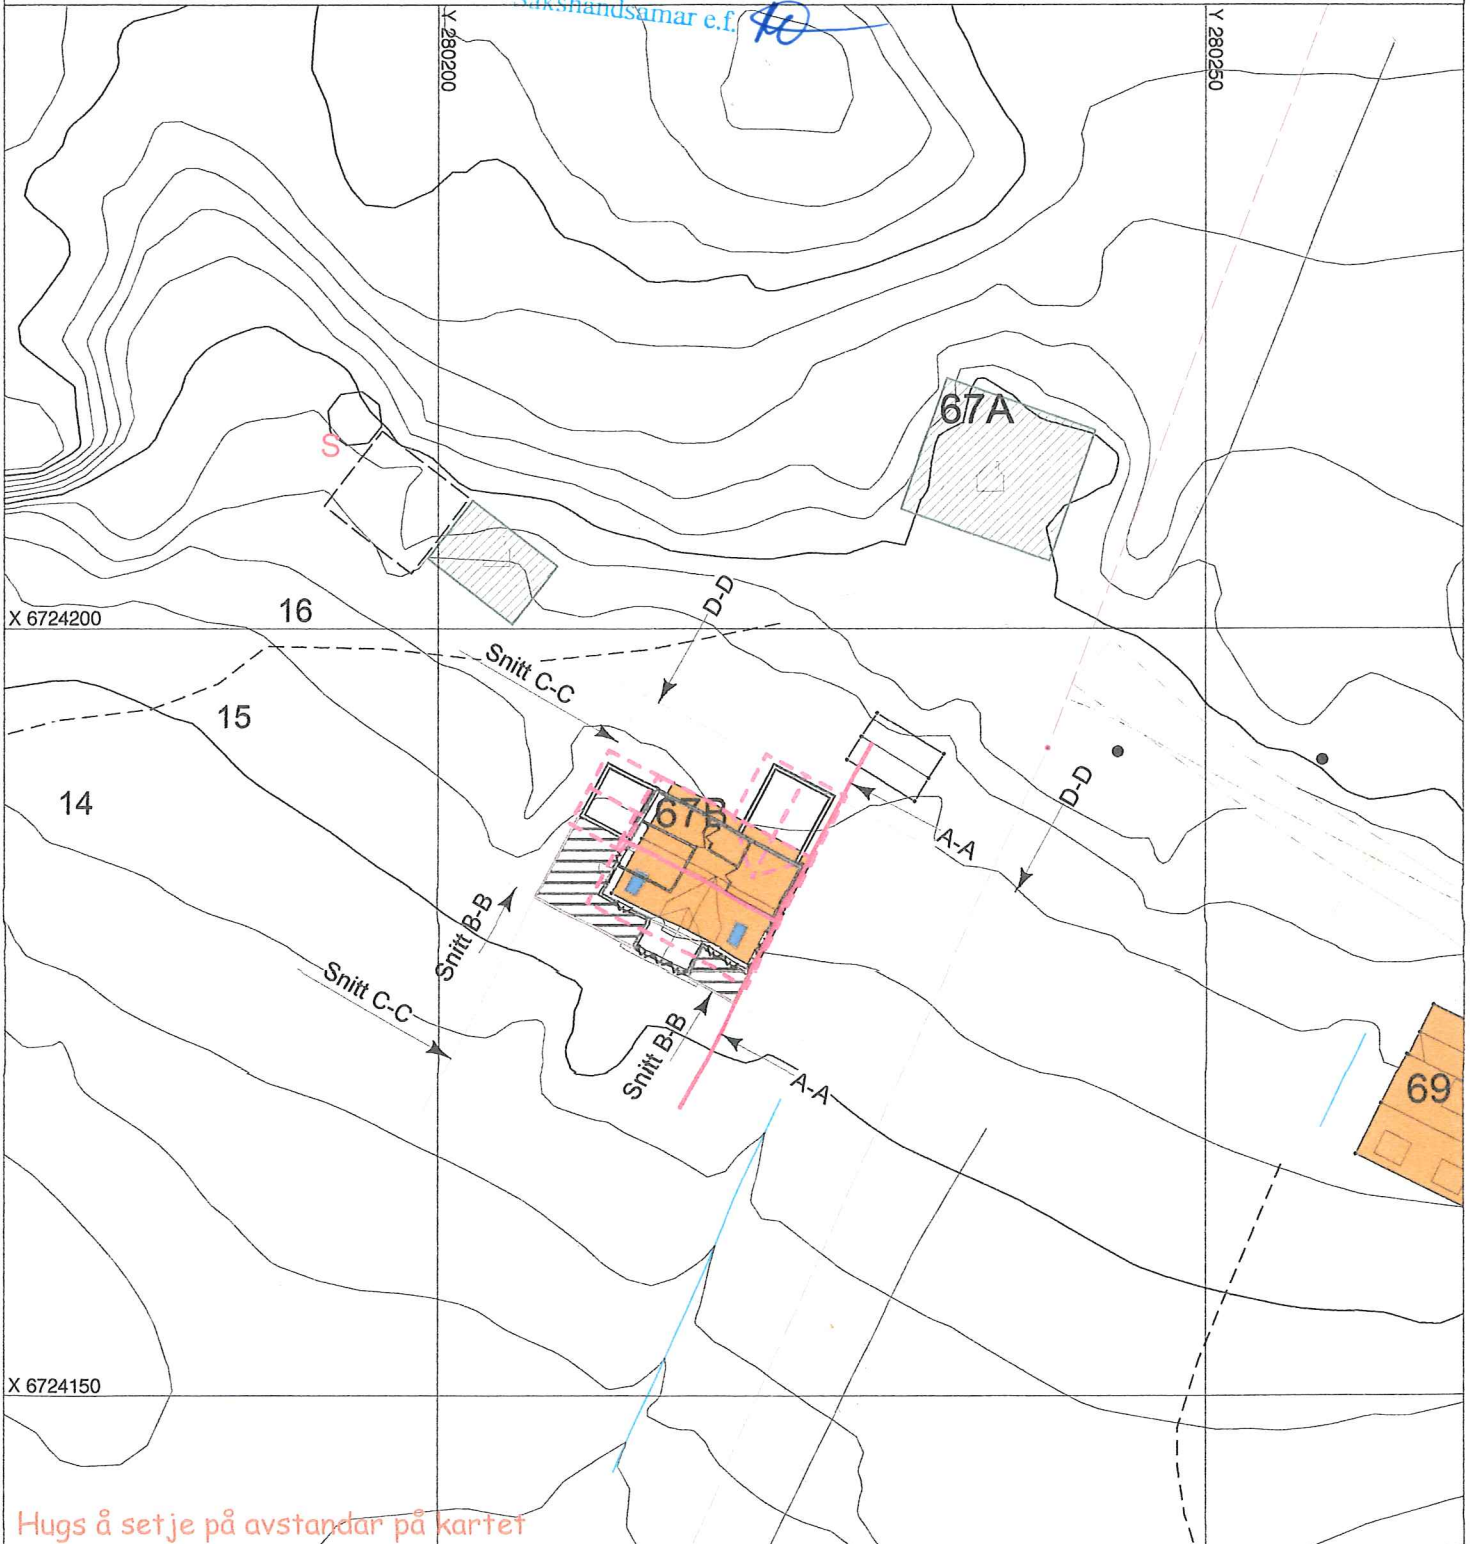 Sakshandsamar e.f.
Y 280200
Y 280250
67A
S
D-D
16
X 6724200
Snitt C-C
15
14
67B
D-D
A-A
Snitt B-B
Snitt C-C
Snitt B-B
A-A
69
X 6724150
Hugs å setje på avstandar på kartet